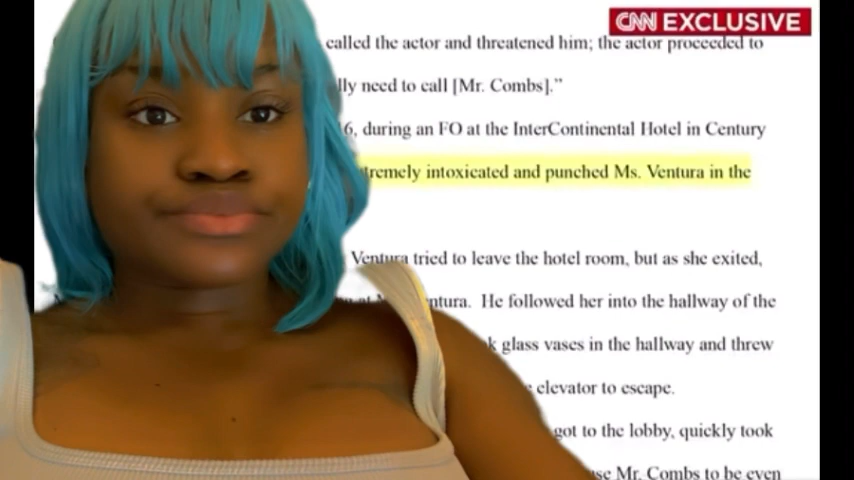 CNN EXCLUSIVE
called the actor and threatened him; the actor proceeded to
lly need to call [Mr. Combs].”
6, during an FO at the InterContinental Hotel in Century
tremely intoxicated and punched Ms. Ventura in the
Ventura tried to leave the hotel room, but as she exited,
ntura. He followed her into the hallway of the
k glass vases in the hallway and threw
elevator to escape.
got to the lobby, quickly took
se Mr. Combs to be even